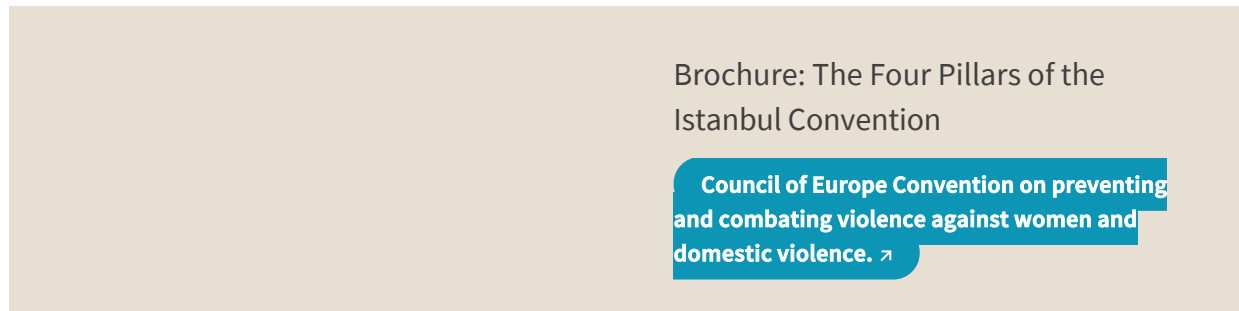 Brochure: The Four Pillars of the
Istanbul Convention
Council of Europe Convention on preventing
and combating violence against women and
domestic violence.